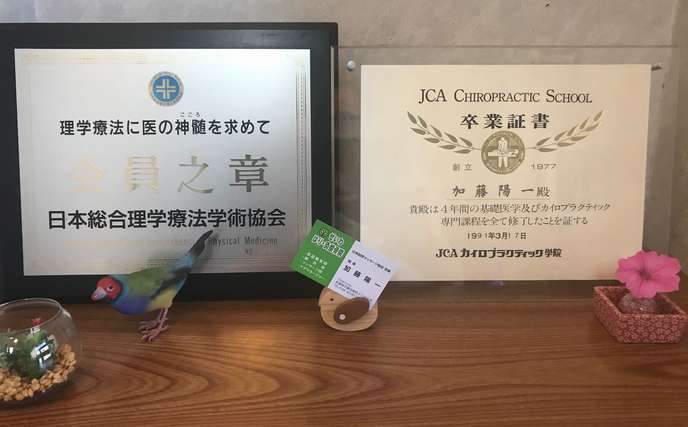 理学療法に医の神髄を求めて
こころ
会員之章
日本総合理学療法学術協会
Physical Medicine
JCA CHIROPRACTIC SCHOOL
卒業証書
創立 1977
加藤陽一殿
貴殿は4年間の基礎医学及びカイロプラクティック
専門課程を全て修了したことを証する
1991年3月17日
JCAカイロプラクティック学院
加藤 陽一